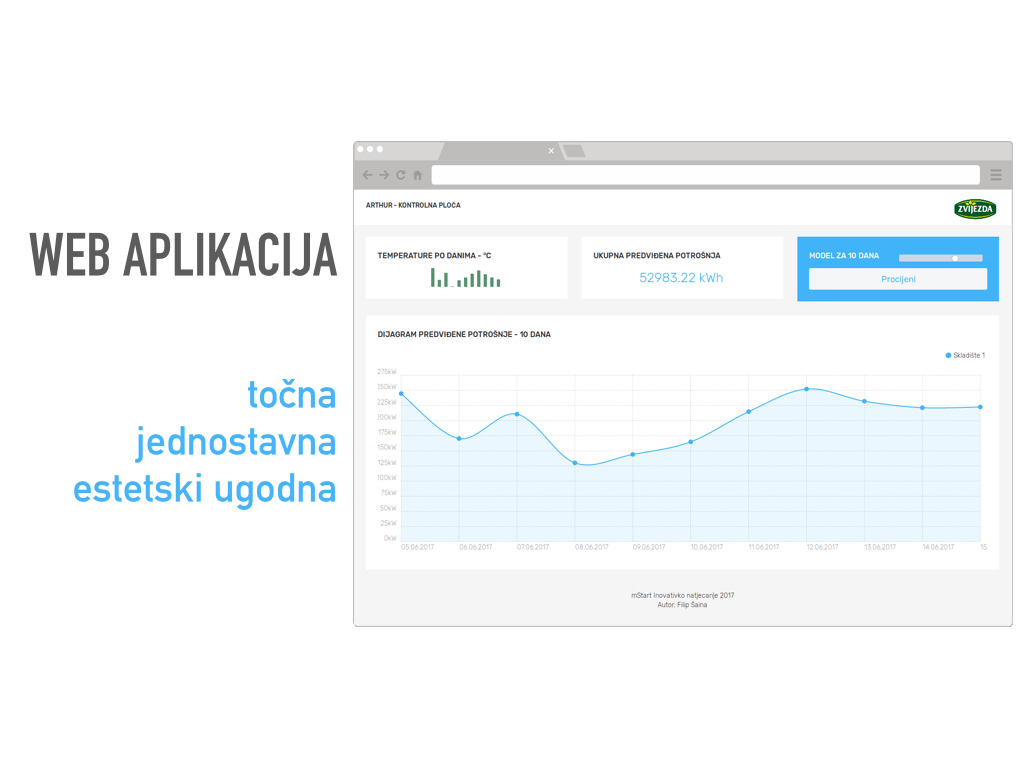 WEB APLIKACIJA
točna
jednostavna
estetski ugodna
ARTHUR - KONTROLNA PLOČA
ZVIJEZDA
TEMPERATURE PO DANIMA - °C
UKUPNA PREDVIĐENA POTROŠNJA
52983.22 kWh
MODEL ZA 10 DANA
Procijeni
DIJAGRAM PREDVIĐENE POTROŠNJE - 10 DANA
Skladište 1
275kW
250kW
225kW
200kW
175kW
150kW
125kW
100kW
75kW
50kW
25kW
0kW
05.06.2017 06.06.2017 07.06.2017 08.06.2017 09.06.2017 10.06.2017 11.06.2017 12.06.2017 13.06.2017 14.06.2017 15
mStart Inovativko natjecanje 2017
Autor: Filip Šaina